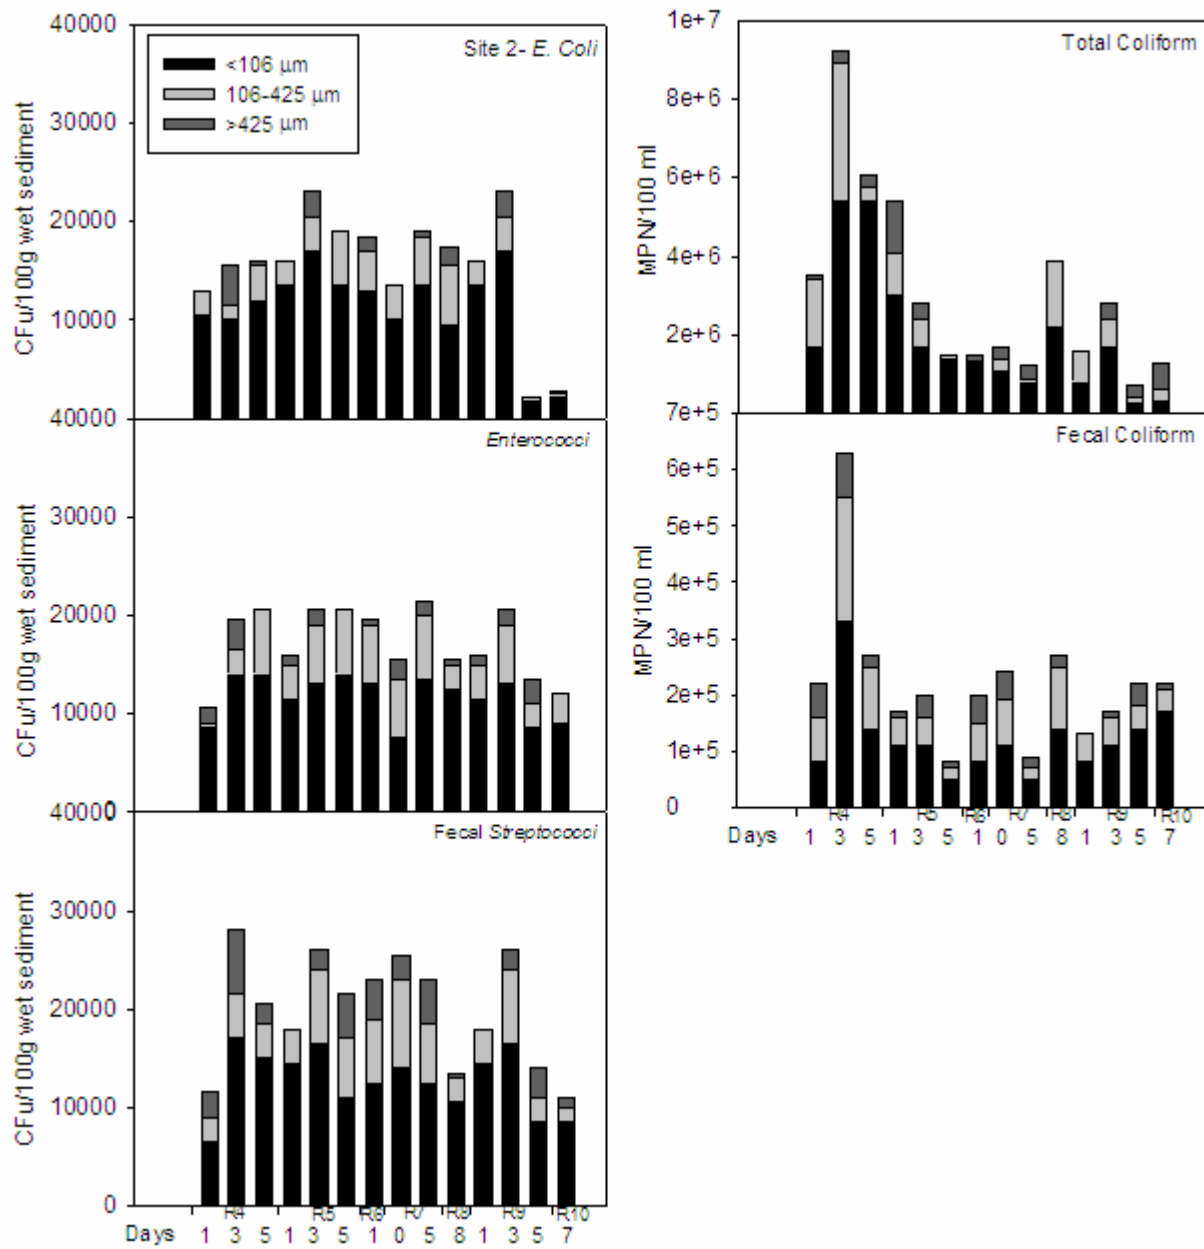 40000
Site 2- E. Coli
<106 µm
106-425 µm
>425 µm
30000
20000
10000
CFu/100g wet sediment
40000
Enterococci
30000
20000
10000
CFu/100g wet sediment
0
40000
Fecal Streptococci
30000
20000
10000
0
CFu/100g wet sediment
R4 R5 R6 R7 R8 R9 R10
Days 1 3 5 1 3 5 1 0 5 8 1 3 5 7
1e+7
Total Coliform
8e+6
6e+6
4e+6
2e+6
MPN/100 ml
7e+5
Fecal Coliform
6e+5
5e+5
4e+5
3e+5
2e+5
1e+5
0
MPN/100 ml
R4 R5 R6 R7 R8 R9 R10
Days 1 3 5 1 3 5 1 0 5 8 1 3 5 7